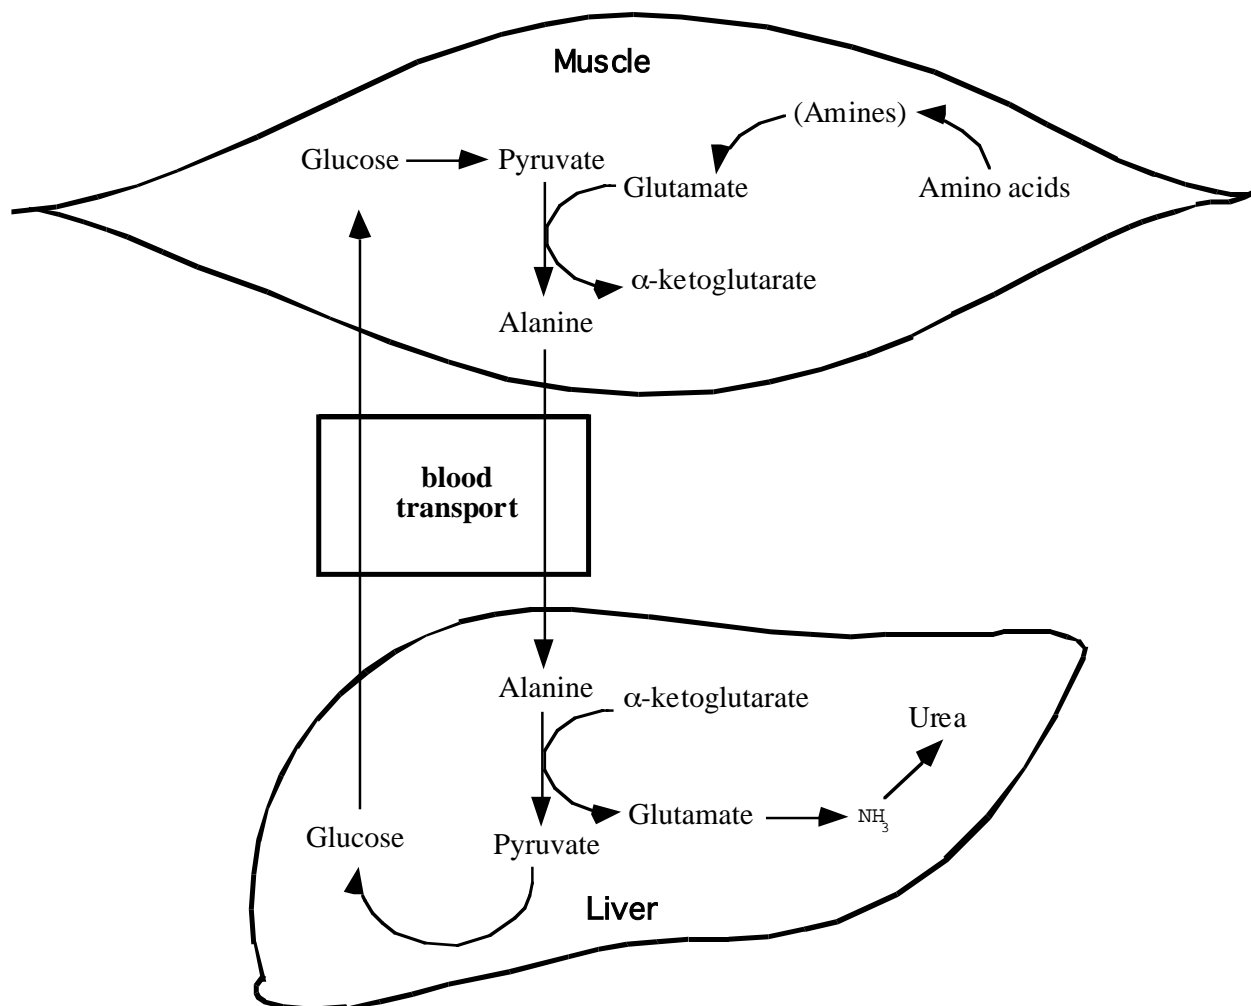 Muscle
(Amines)
Glucose
Pyruvate
Glutamate
Amino acids
α-ketoglutarate
Alanine
blood
transport
Alanine
α-ketoglutarate
Urea
Glutamate
NH3
Glucose
Pyruvate
Liver